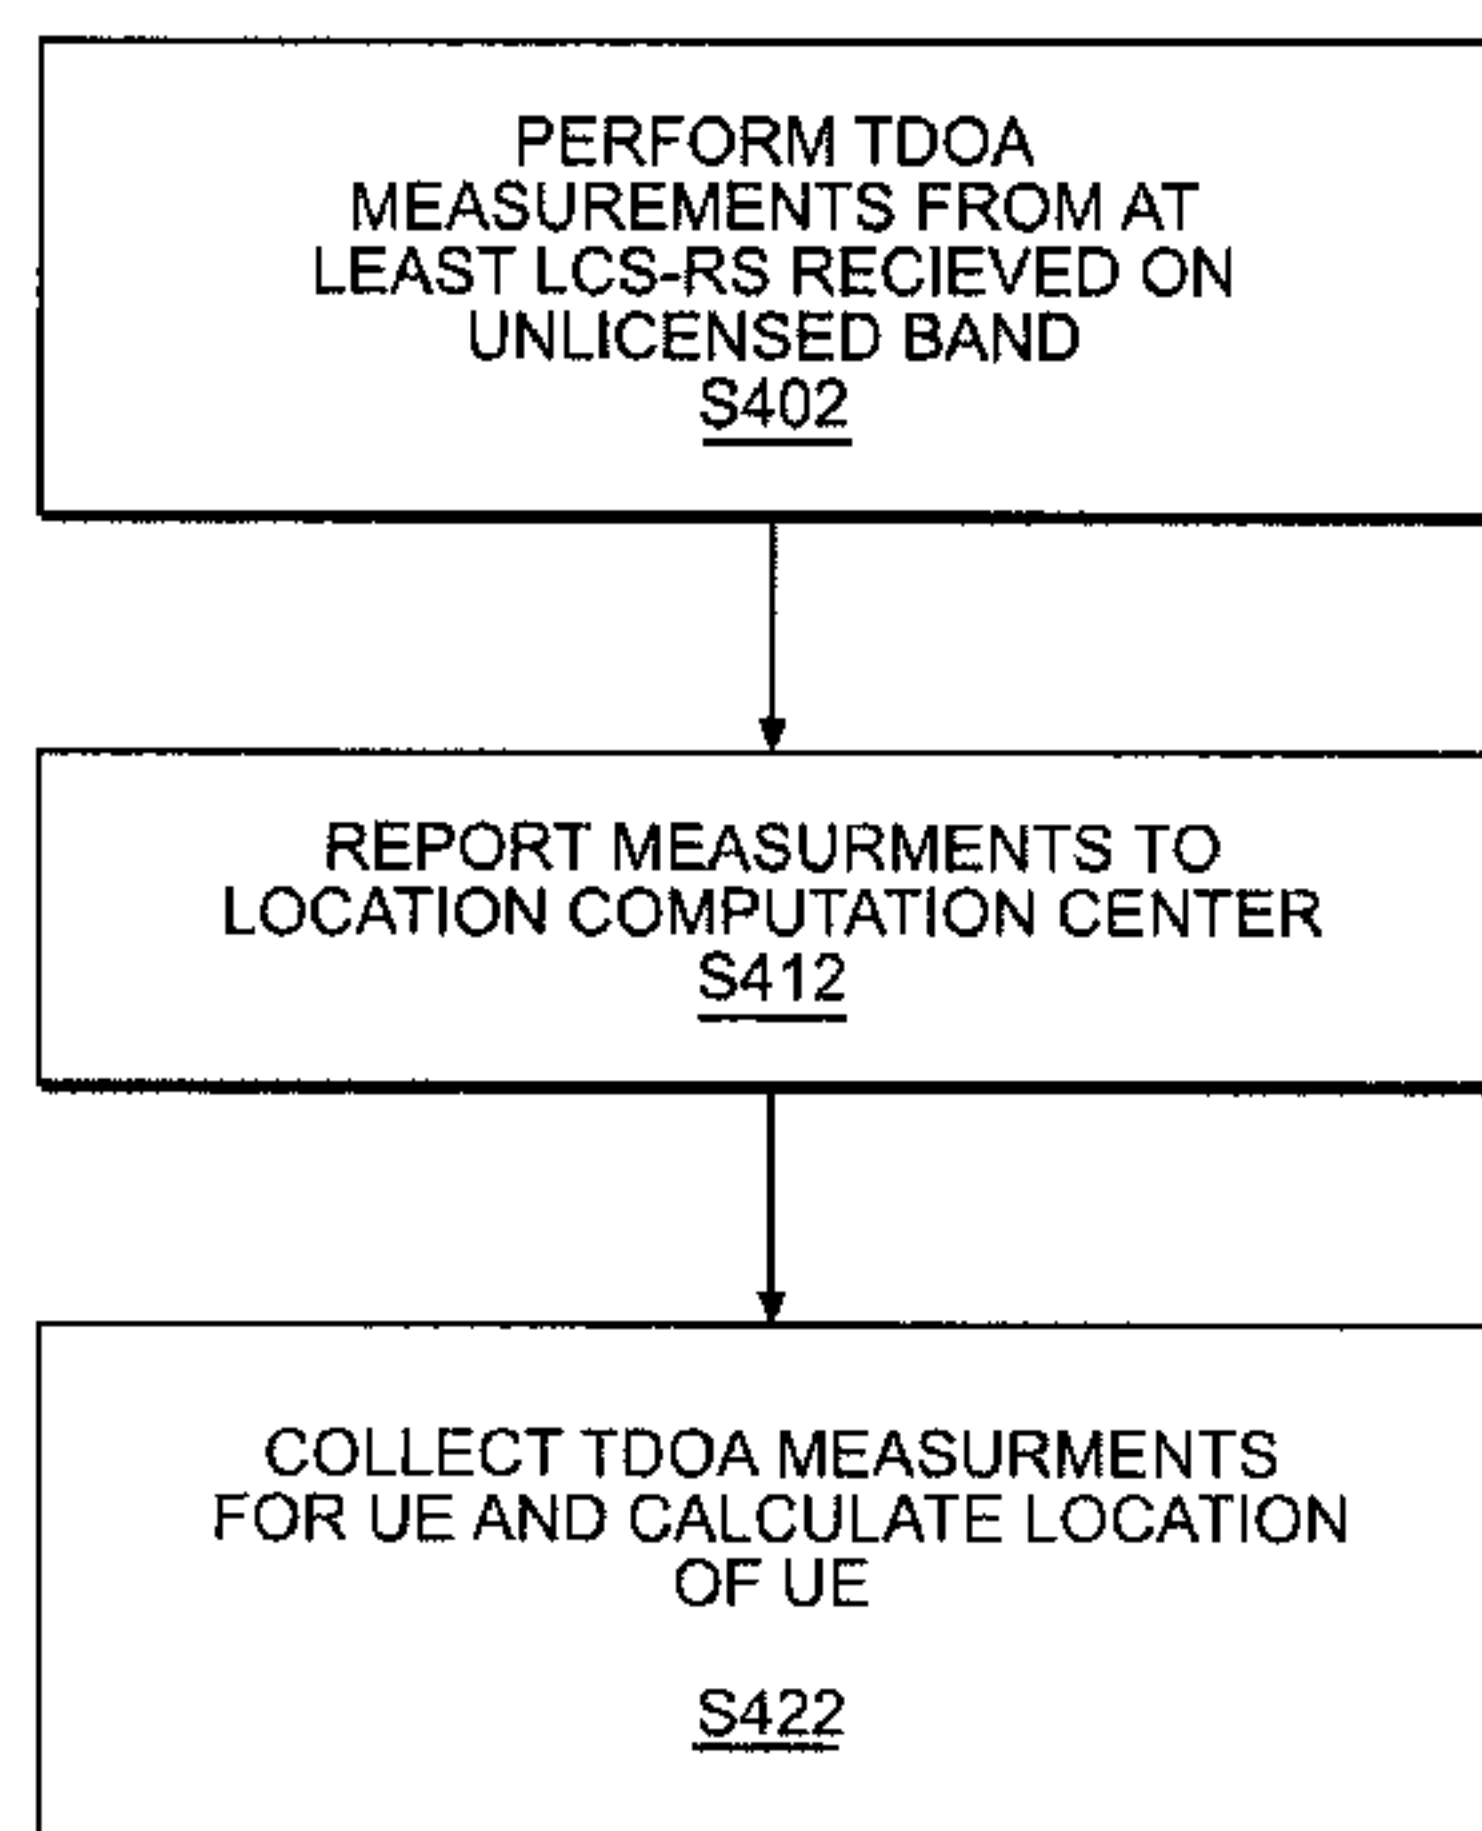 PERFORM TDOA
MEASUREMENTS FROM AT
LEAST LCS-RS RECIEVED ON
UNLICENSED BAND
S402
REPORT MEASURMENTS TO
LOCATION COMPUTATION CENTER
S412
COLLECT TDOA MEASURMENTS
FOR UE AND CALCULATE LOCATION
OF UE
S422